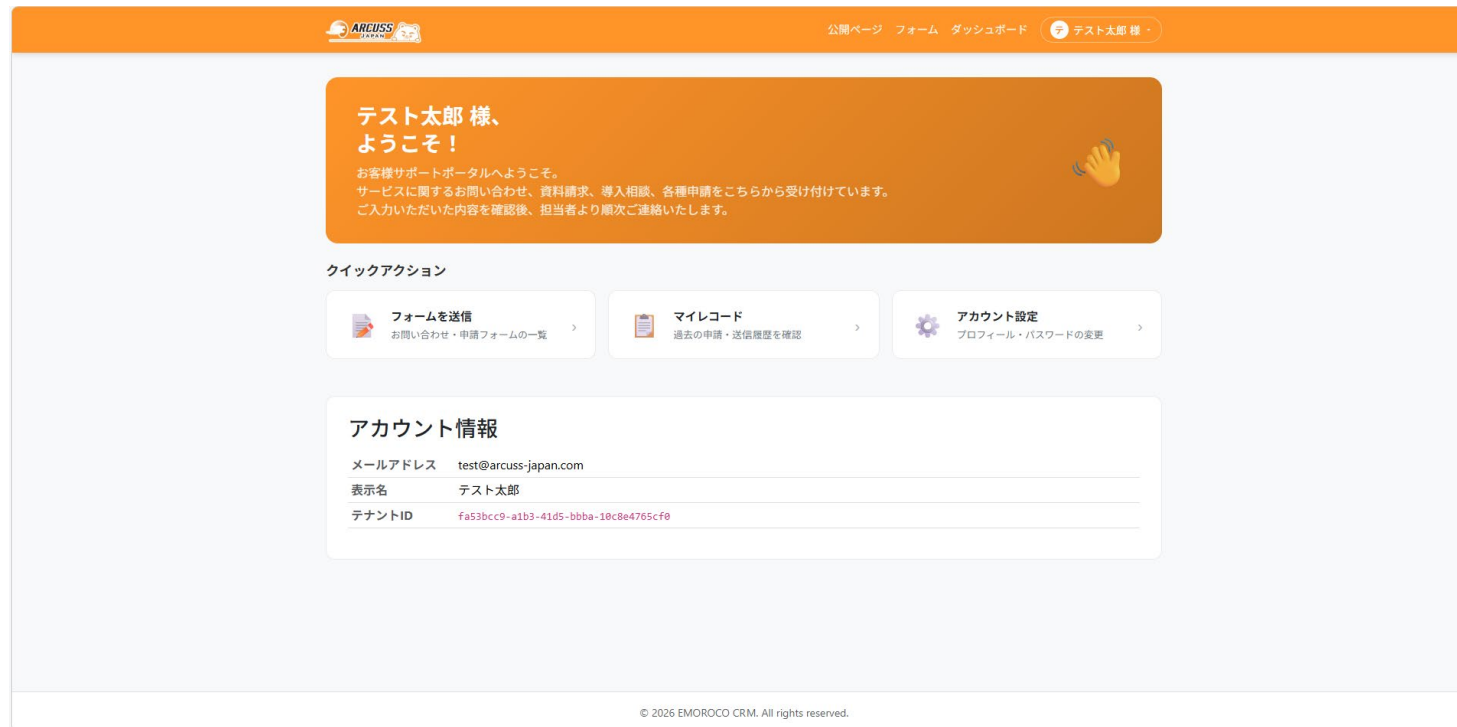 ARCUSS
JAPAN
公開ページ フォーム ダッシュボード テ テスト太郎 様
テスト太郎 様、
ようこそ！
お客様サポートポータルへようこそ。
サービスに関するお問い合わせ、資料請求、導入相談、各種申請をこちらから受け付けています。
ご入力いただいた内容を確認後、担当者より順次ご連絡いたします。
クイックアクション
フォームを送信
お問い合わせ・申請フォームの一覧
マイレコード
過去の申請・送信履歴を確認
アカウント設定
プロフィール・パスワードの変更
アカウント情報
メールアドレス test@arcuss-japan.com
表示名 テスト太郎
テナントID fa53bcc9-a1b3-41d5-bbba-10c8e4765cf0
© 2026 EMOROCO CRM. All rights reserved.